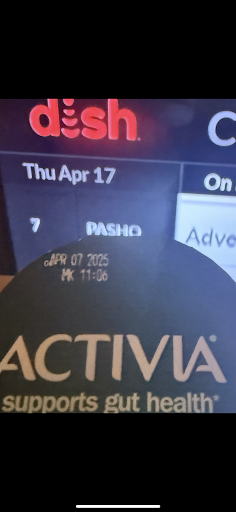 dish
Thu Apr 17
On
7 PASHO
Adve
APR 07 2025
MK 11:06
ACTIVIA®
supports gut health*